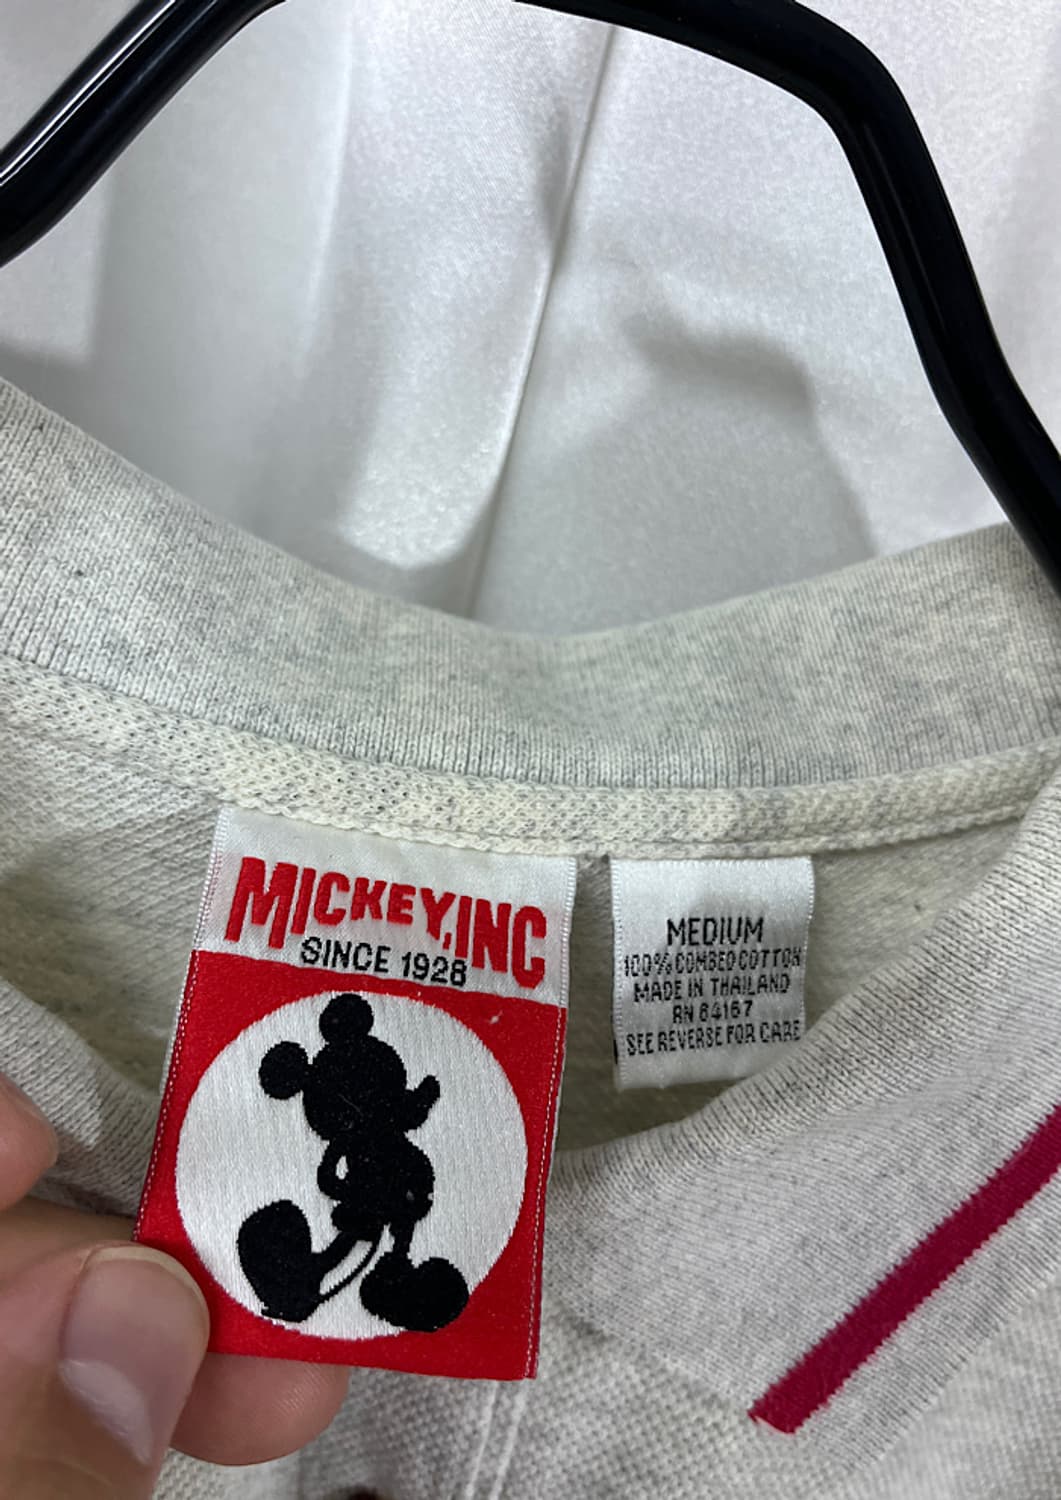 MICKEY,INC
SINCE 1928
MEDIUM
100% COMBED COTTON
MADE IN THAILAND
RN 64167
SEE REVERSE FOR CARE